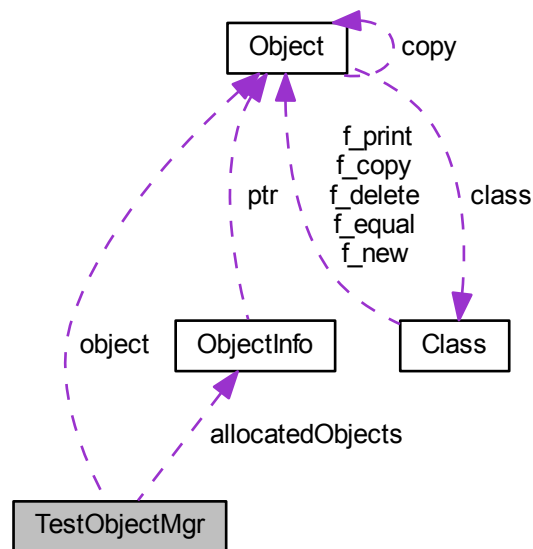 Object
copy
f_print
f_copy
f_delete
f_equal
f_new
ptr
class
object
ObjectInfo
Class
allocatedObjects
TestObjectMgr